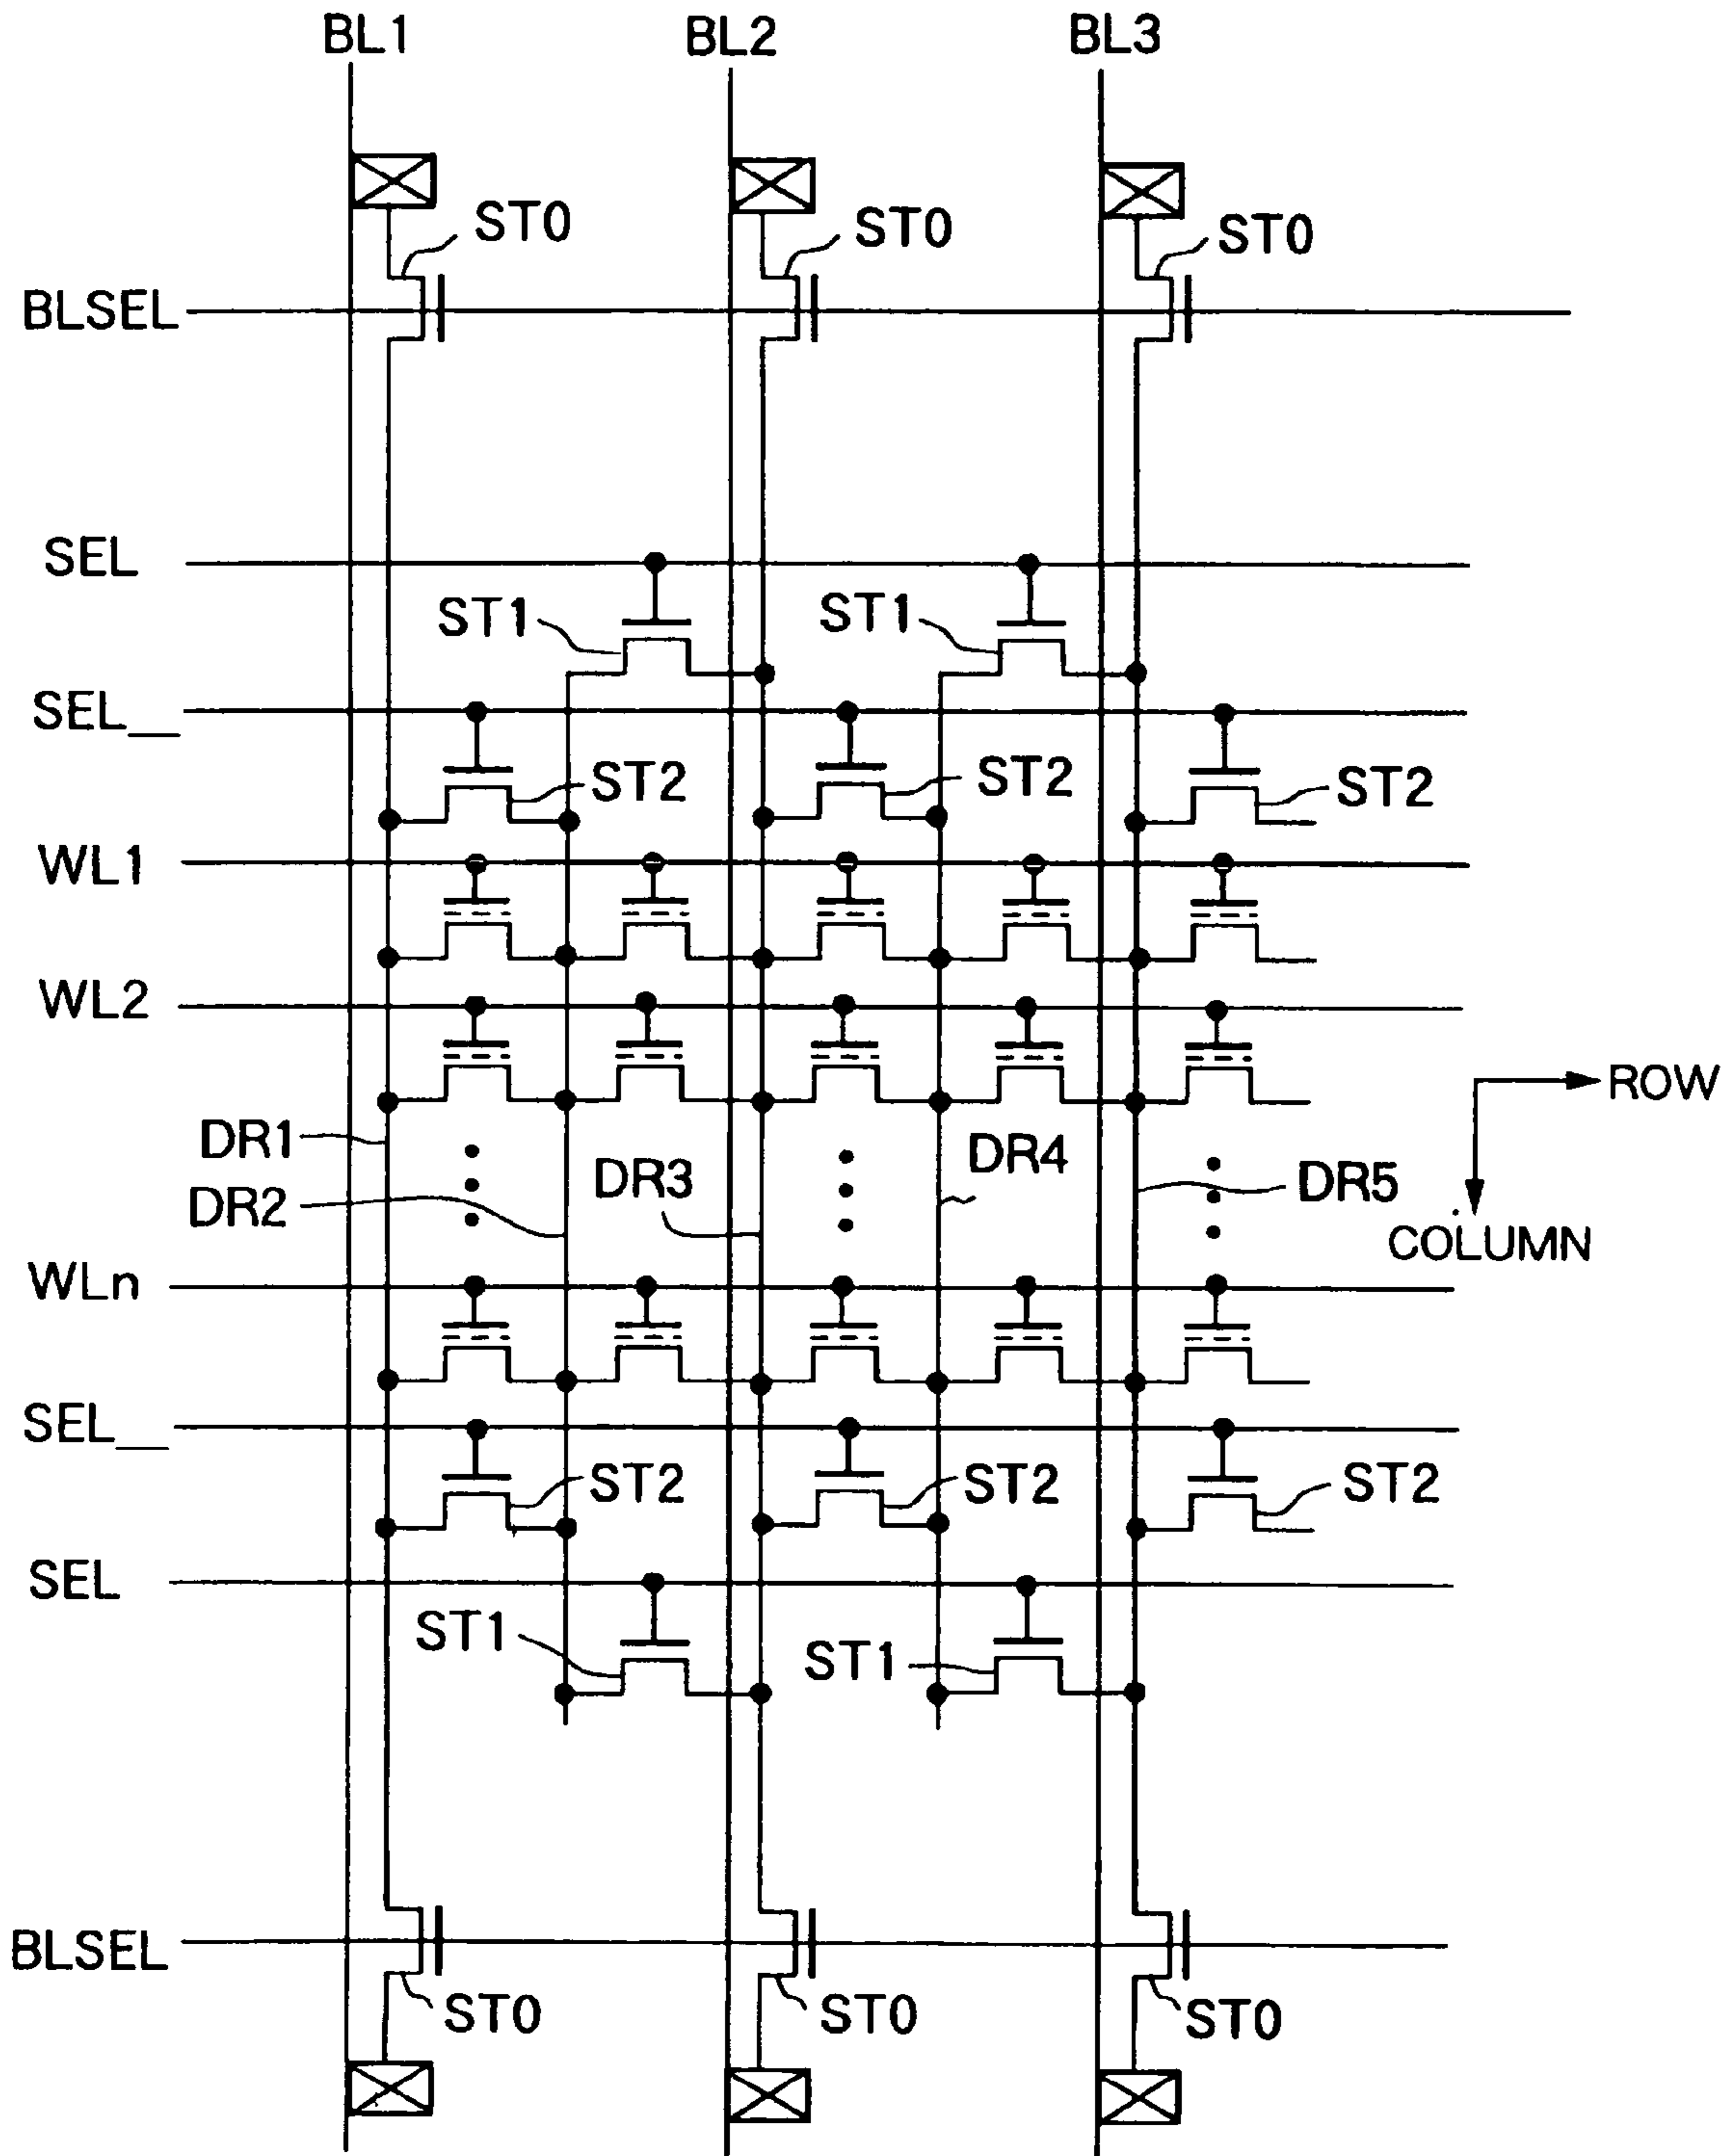 BL1 BL2 BL3
ST0 ST0 ST0
BLSEL
SEL
ST1 ST1
SEL__
ST2 ST2 ST2
WL1
WL2
ROW
DR1 DR3 DR4 DR5
DR2
COLUMN
WLn
SEL__
ST2 ST2 ST2
SEL
ST1 ST1
BLSEL
ST0 ST0 ST0